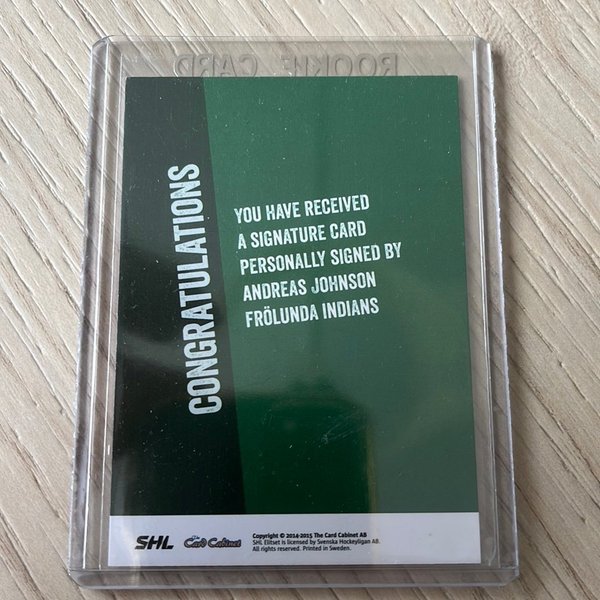 ROOKIE CARD
CONGRATULATIONS
YOU HAVE RECEIVED
A SIGNATURE CARD
PERSONALLY SIGNED BY
ANDREAS JOHNSON
FRÖLUNDA INDIANS
SHL
Card Cabinet
Copyright © 2014-2015 The Card Cabinet AB
SHL Elitset is licensed by Svenska Hockeyligan AB.
All rights reserved. Printed in Sweden.